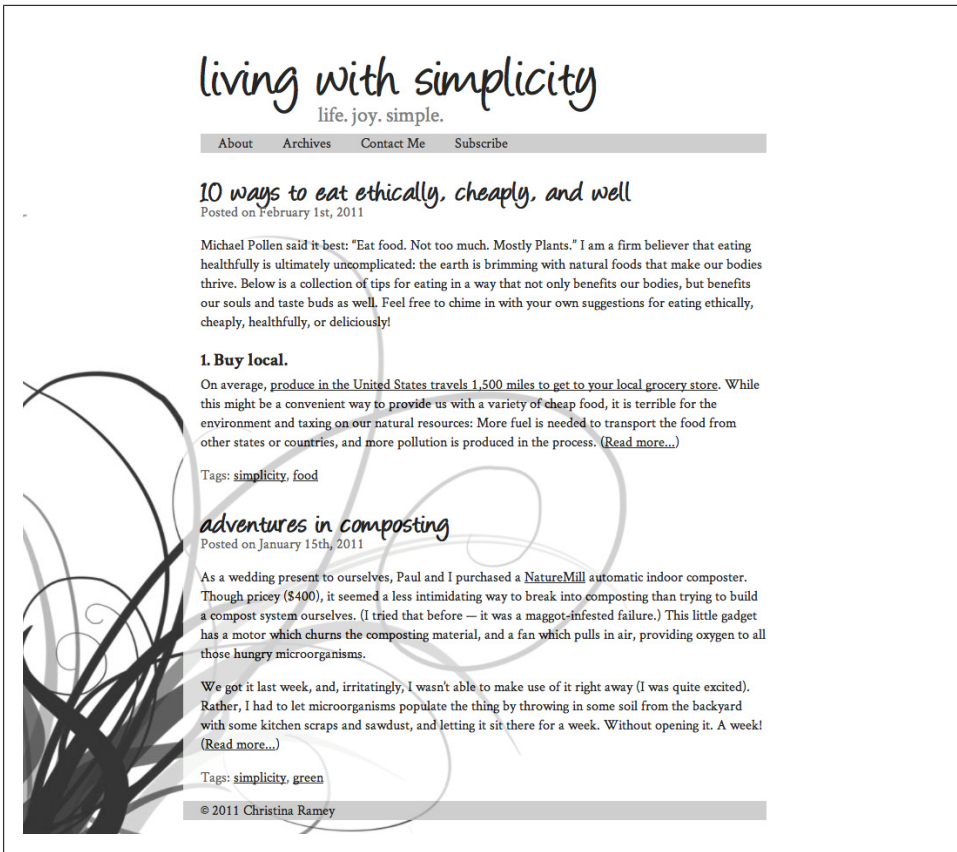 living with simplicity
life. joy. simple.
About Archives Contact Me Subscribe
10 ways to eat ethically, cheaply, and well
Posted on February 1st, 2011
Michael Pollen said it best: “Eat food. Not too much. Mostly Plants.” I am a firm believer that eating
healthfully is ultimately uncomplicated: the earth is brimming with natural foods that make our bodies
thrive. Below is a collection of tips for eating in a way that not only benefits our bodies, but benefits
our souls and taste buds as well. Feel free to chime in with your own suggestions for eating ethically,
cheaply, healthfully, or deliciously!
1. Buy local.
On average, produce in the United States travels 1,500 miles to get to your local grocery store. While
this might be a convenient way to provide us with a variety of cheap food, it is terrible for the
environment and taxing on our natural resources: More fuel is needed to transport the food from
other states or countries, and more pollution is produced in the process. (Read more...)
Tags: simplicity, food
adventures in composting
Posted on January 15th, 2011
As a wedding present to ourselves, Paul and I purchased a NatureMill automatic indoor composter.
Though pricey ($400), it seemed a less intimidating way to break into composting than trying to build
a compost system ourselves. (I tried that before — it was a maggot-infested failure.) This little gadget
has a motor which churns the composting material, and a fan which pulls in air, providing oxygen to all
those hungry microorganisms.
We got it last week, and, irritatingly, I wasn't able to make use of it right away (I was quite excited).
Rather, I had to let microorganisms populate the thing by throwing in some soil from the backyard
with some kitchen scraps and sawdust, and letting it sit there for a week. Without opening it. A week!
(Read more...)
Tags: simplicity, green
© 2011 Christina Ramey